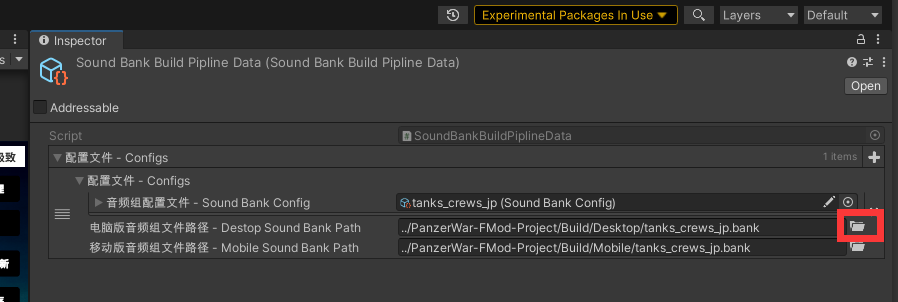 Experimental Packages In Use
Layers
Default
Inspector
Sound Bank Build Pipline Data (Sound Bank Build Pipline Data)
Open
Addressable
Script
SoundBankBuildPiplineData
配置文件 - Configs
1 items
配置文件 - Configs
音频组配置文件 - Sound Bank Config
tanks_crews_jp (Sound Bank Config)
电脑版音频组文件路径 - Destop Sound Bank Path
../PanzerWar-FMod-Project/Build/Desktop/tanks_crews_jp.bank
移动版音频组文件路径 - Mobile Sound Bank Path
../PanzerWar-FMod-Project/Build/Mobile/tanks_crews_jp.bank